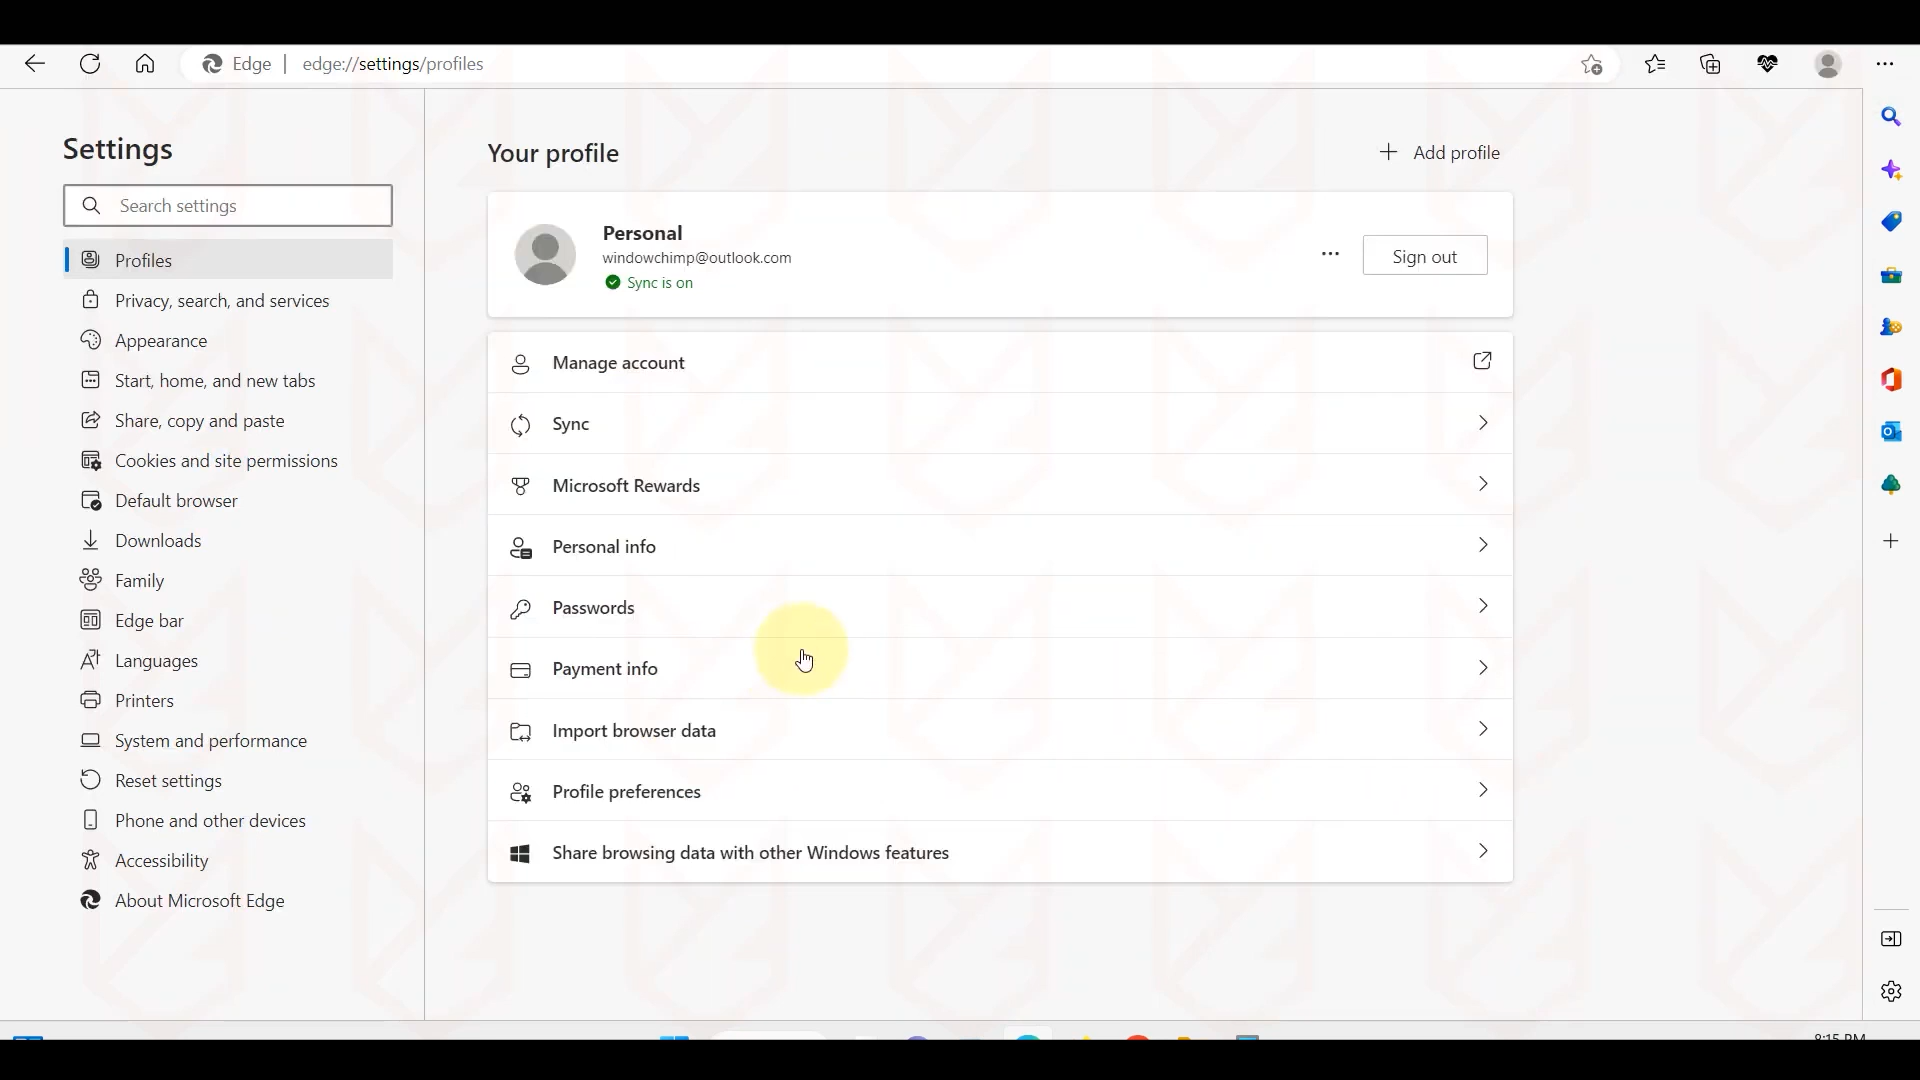 Edge | edge://settings/profiles
Settings
Search settings
Profiles
Privacy, search, and services
Appearance
Start, home, and new tabs
Share, copy and paste
Cookies and site permissions
Default browser
Downloads
Family
Edge bar
Languages
Printers
System and performance
Reset settings
Phone and other devices
Accessibility
About Microsoft Edge
Your profile
Add profile
Personal
windowchimp@outlook.com
Sync is on
Sign out
Manage account
Sync
Microsoft Rewards
Personal info
Passwords
Payment info
Import browser data
Profile preferences
Share browsing data with other Windows features
8:15 PM